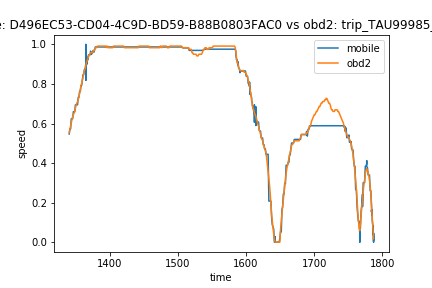 e: D496EC53-CD04-4C9D-BD59-B88B0803FAC0 vs obd2: trip_TAU99985_
mobile
obd2
1.0
0.8
0.6
0.4
0.2
0.0
speed
1400
1500
1600
1700
1800
time